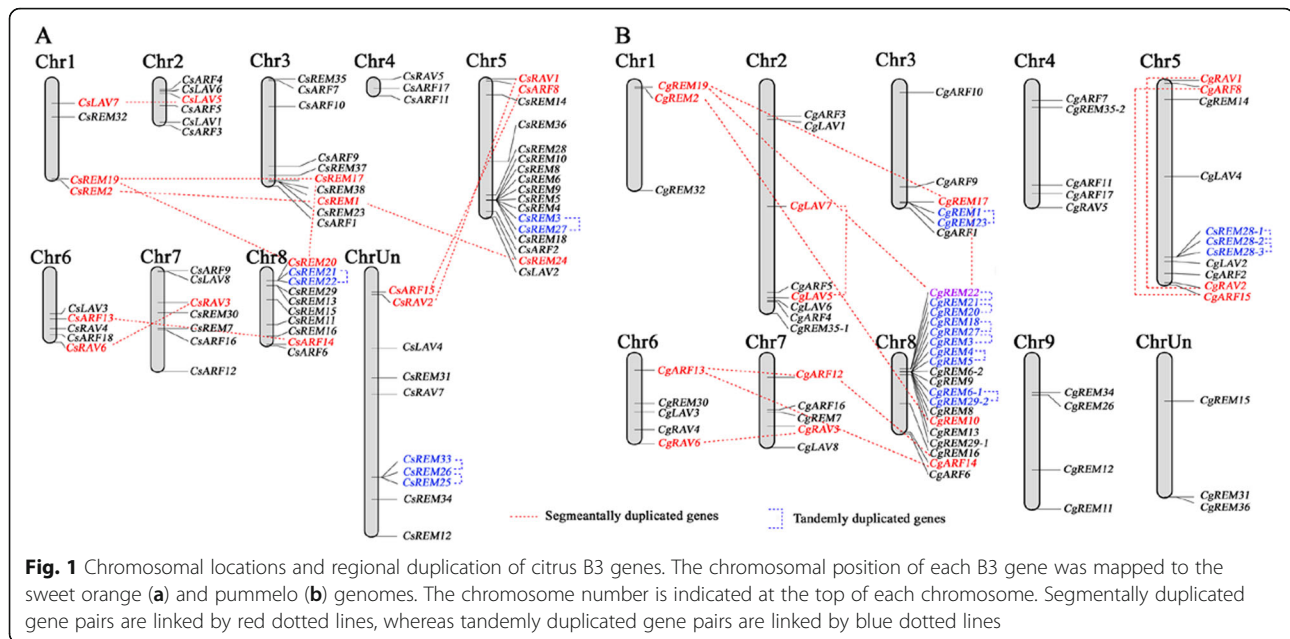 A
Chr1
CsLAV7
CsREM32
CsREM19
CsREM2
Chr2
CsARF4
CsLAV6
CsLAV5
CsARF5
CsLAV1
CsARF3
Chr3
CsREM35
CsARF7
CsARF10
CsARF9
CsREM37
CsREM17
CsREM38
CsREM1
CsREM23
CsARF1
Chr4
CsRAV5
CsARF17
CsARF11
Chr5
CsRAV1
CsARF8
CsREM14
CsREM36
CsREM28
CsREM10
CsREM8
CsREM6
CsREM9
CsREM5
CsREM4
CsREM3
CsREM27
CsREM18
CsARF2
CsREM24
CsLAV2
Chr6
CsLAV3
CsARF13
CsRAV4
CsARF18
CsRAV6
Chr7
CsARF9
CsLAV8
CsRAV3
CsREM30
CsREM7
CsARF16
CsARF12
Chr8
CsREM20
CsREM21
CsREM22
CsREM29
CsREM13
CsREM15
CsREM11
CsREM16
CsARF14
CsARF6
ChrUn
CsARF15
CsRAV2
CsLAV4
CsREM31
CsRAV7
CsREM33
CsREM26
CsREM25
CsREM34
CsREM12
B
Chr1
CgREM19
CgREM2
CgREM32
Chr2
CgARF3
CgLAV1
CgLAV7
CgARF5
CgLAV5
CgLAV6
CgARF4
CgREM35-1
Chr3
CgARF10
CgARF9
CgREM17
CgREM1
CgREM23
CgARF1
Chr4
CgARF7
CgREM35-2
CgARF11
CgARF17
CgRAV5
Chr5
CgRAV1
CgARF8
CgREM14
CgLAV4
CsREM28-1
CsREM28-2
CsREM28-3
CgLAV2
CgARF2
CgRAV2
CgARF15
Chr6
CgARF13
CgREM30
CgLAV3
CgRAV4
CgRAV6
Chr7
CgARF12
CgARF16
CgREM7
CgRAV3
CgLAV8
Chr8
CgREM22
CgREM21
CgREM20
CgREM18
CgREM27
CgREM3
CgREM4
CgREM5
CgREM6-2
CgREM9
CgREM6-1
CgREM29-2
CgREM8
CgREM10
CgREM13
CgREM29-1
CgREM16
CgARF14
CgARF6
Chr9
CgREM34
CgREM26
CgREM12
CgREM11
ChrUn
CgREM15
CgREM31
CgREM36
Segmeantally duplicated genes
Tandemly duplicated genes
Fig. 1 Chromosomal locations and regional duplication of citrus B3 genes. The chromosomal position of each B3 gene was mapped to the
sweet orange (a) and pummelo (b) genomes. The chromosome number is indicated at the top of each chromosome. Segmentally duplicated
gene pairs are linked by red dotted lines, whereas tandemly duplicated gene pairs are linked by blue dotted lines